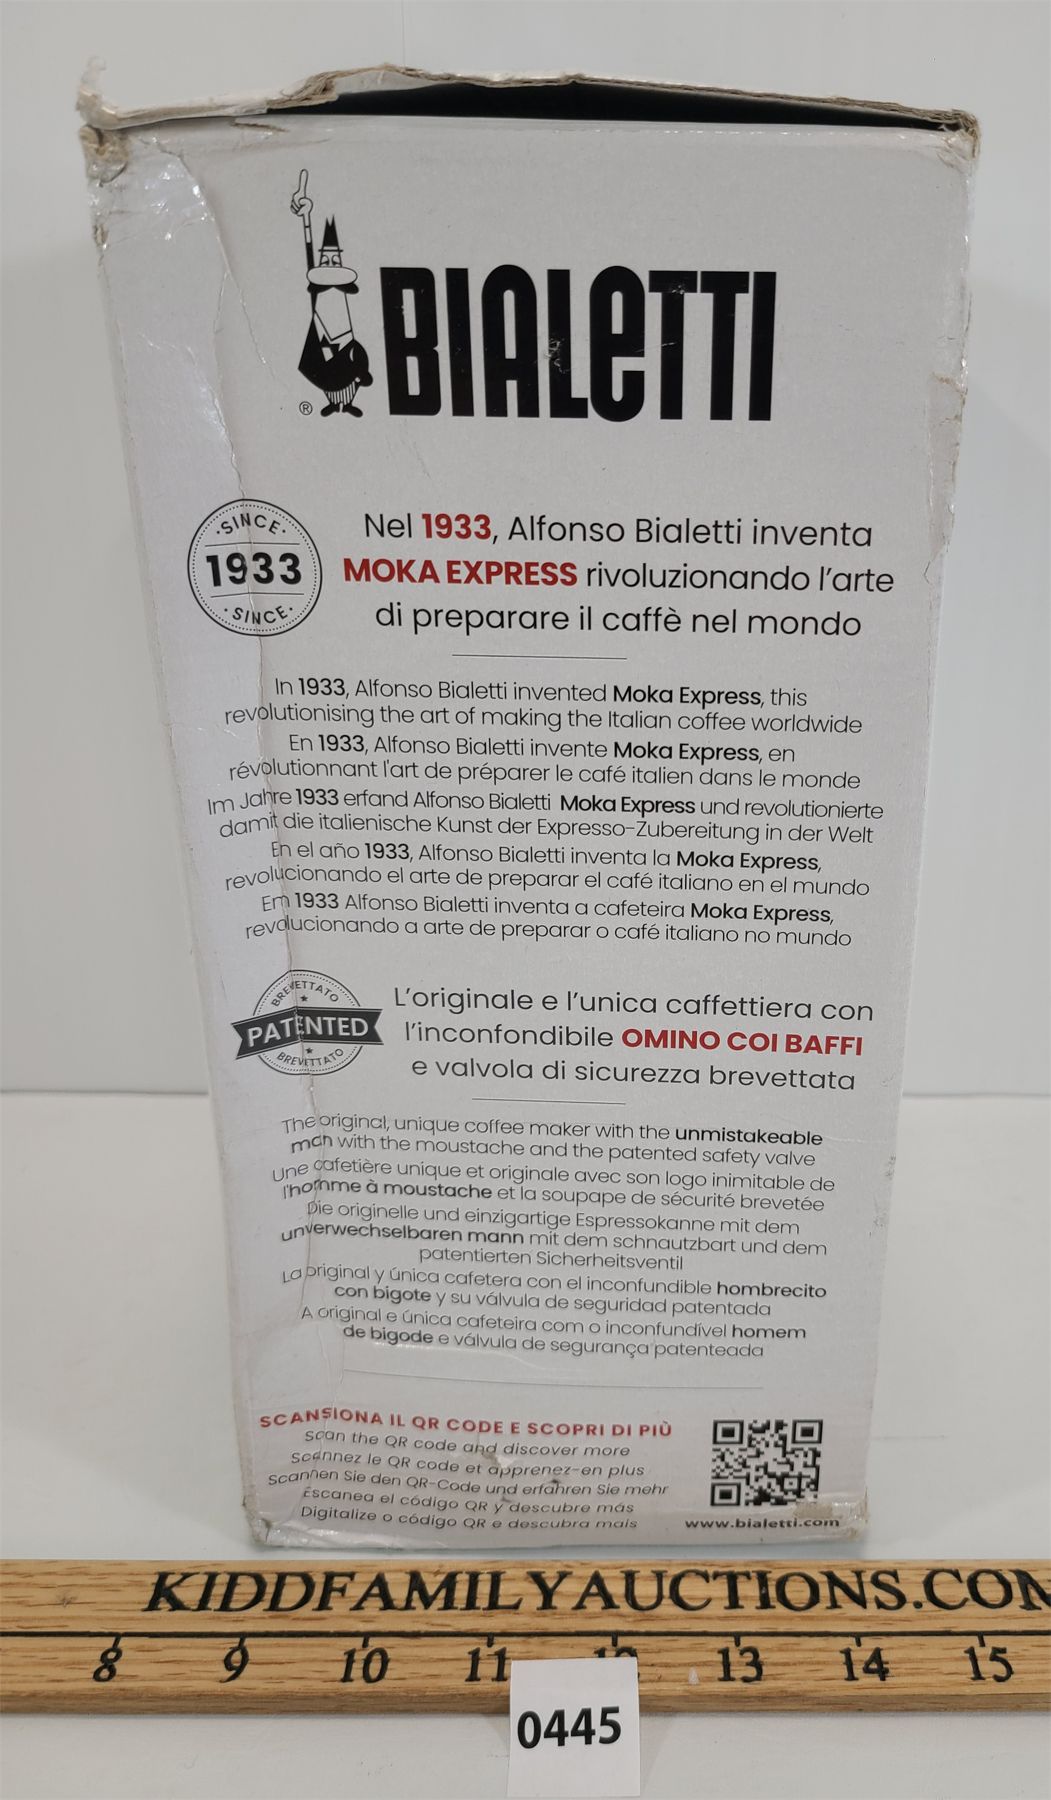 ®
BIALETTI
·SINCE·
1933
·SINCE·
Nel 1933, Alfonso Bialetti inventa
MOKA EXPRESS rivoluzionando l'arte
di preparare il caffè nel mondo
In 1933, Alfonso Bialetti invented Moka Express, this
revolutionising the art of making the Italian coffee worldwide
En 1933, Alfonso Bialetti invente Moka Express, en
révolutionnant l'art de préparer le café italien dans le monde
Im Jahre 1933 erfand Alfonso Bialetti Moka Express und revolutionierte
damit die italienische Kunst der Expresso-Zubereitung in der Welt
En el año 1933, Alfonso Bialetti inventa la Moka Express,
revolucionando el arte de preparar el café italiano en el mundo
Em 1933 Alfonso Bialetti inventa a cafeteira Moka Express,
revolucionando a arte de preparar o café italiano no mundo
BREVETTATO
PATENTED
BREVETTATO
L'originale e l'unica caffettiera con
l'inconfondibile OMINO COI BAFFI
e valvola di sicurezza brevettata
The original, unique coffee maker with the unmistakeable
man with the moustache and the patented safety valve
Une cafetière unique et originale avec son logo inimitable de
l'homme à moustache et la soupape de sécurité brevetée
Die originelle und einzigartige Espressokanne mit dem
unverwechselbaren mann mit dem schnautzbart und dem
patentierten Sicherheitsventil
La original y única cafetera con el inconfundible hombrecito
con bigote y su válvula de seguridad patentada
A original e única cafeteira com o inconfundível homem
de bigode e válvula de segurança patenteada
SCANSIONA IL QR CODE E SCOPRI DI PIÙ
Scan the QR code and discover more
Scannez le QR code et apprenez-en plus
Scannen Sie den QR-Code und erfahren Sie mehr
Escanea el código QR y descubre más
Digitalize o código QR e descubra mais
www.bialetti.com
KIDDFAMILYAUCTIONS.COM
8 9 10 11 12 13 14 15
0445